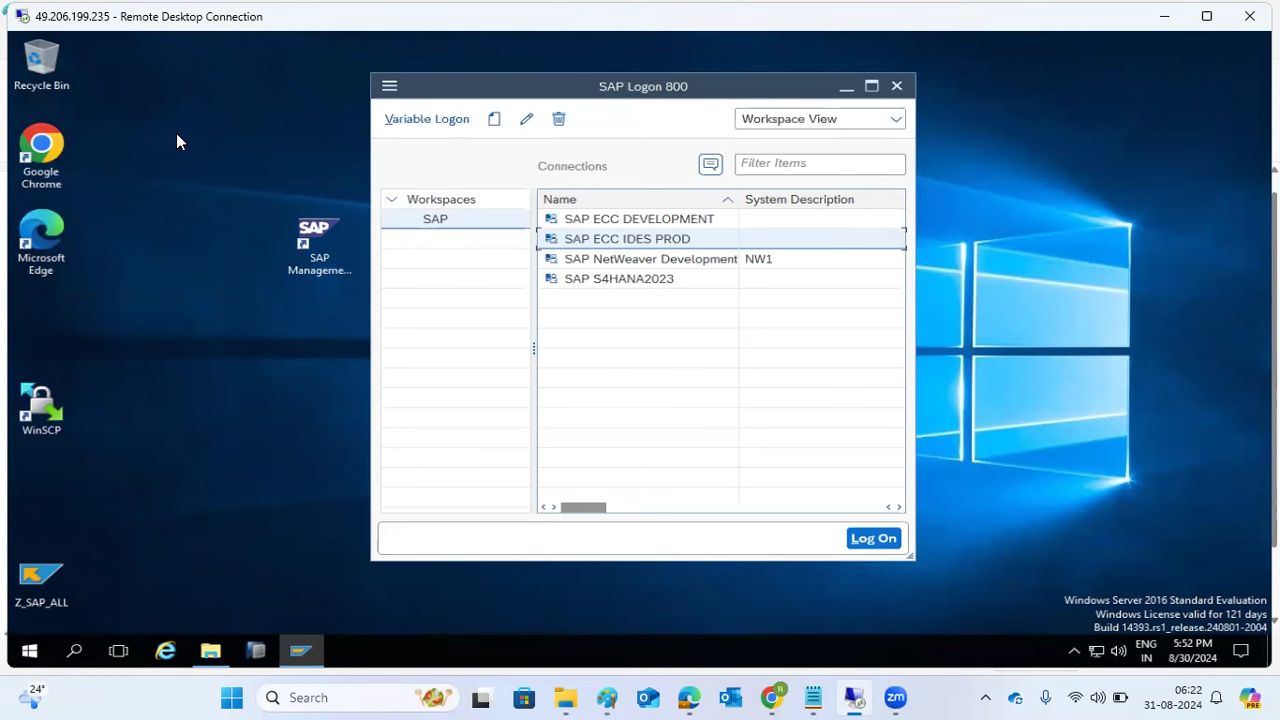 49.206.199.235 - Remote Desktop Connection
Recycle Bin
Google
Chrome
Microsoft
Edge
SAP
SAP
Manageme...
WinSCP
Z_SAP_ALL
SAP Logon 800
Variable Logon
Workspace View
Connections
Filter Items
Workspaces
SAP
Name
System Description
SAP ECC DEVELOPMENT
SAP ECC IDES PROD
SAP NetWeaver Development NW1
SAP S4HANA2023
Log On
Windows Server 2016 Standard Evaluation
Windows License valid for 121 days
Build 14393.rs1_release.240801-2004
ENG
IN
5:52 PM
8/30/2024
24°
Search
zm
06:22
31-08-2024
PRE